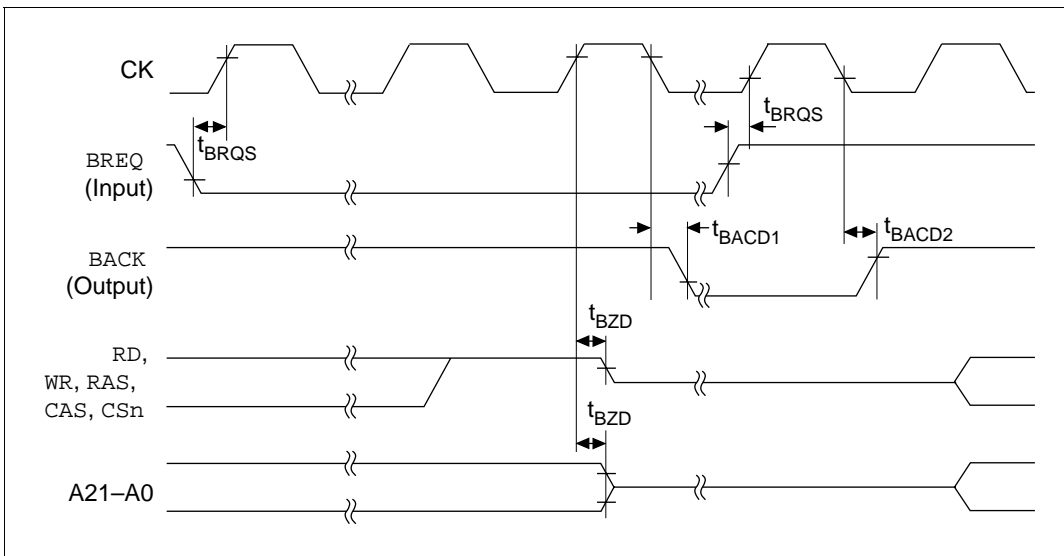 CK
tBRQS
tBRQS
BREQ
(Input)
tBACD1
tBACD2
BACK
(Output)
tBZD
RD,
WR, RAS,
CAS, CSn
tBZD
A21–A0